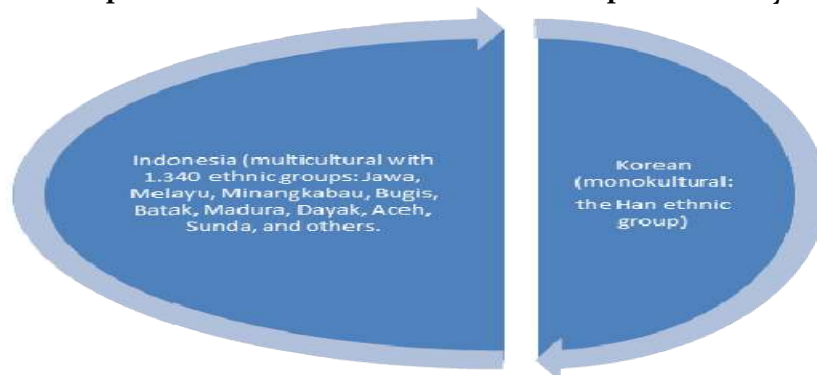 Indonesia (multicultural with
1.340 ethnic groups: Jawa,
Melayu, Minangkabau, Bugis,
Batak, Madura, Dayak, Aceh,
Sunda, and others.
Korean
(monokultural:
the Han ethnic
group)